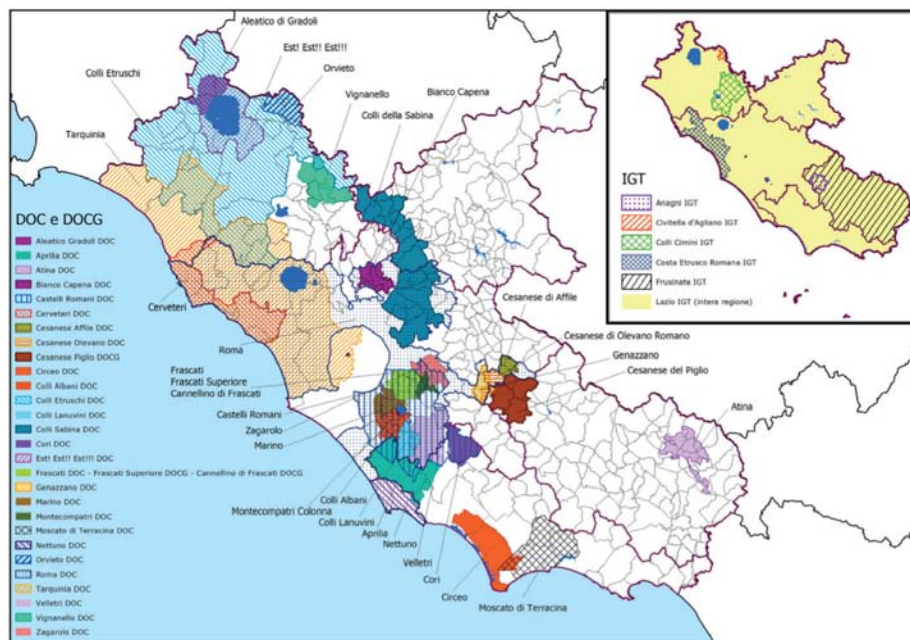 Aleatico di Gradoli
Est! Est!! Est!!!
Colli Etruschi
Orvieto
Vignanello
Bianco Capena
Colli della Sabina
Tarquinia
DOC e DOCG
Aleatico Gradoli DOC
Aprilia DOC
Atina DOC
Bianco Capena DOC
Castelli Romani DOC
Cerveteri DOC
Cesanese Affile DOC
Cesanese Olevano DOC
Cesanese Piglio DOCG
Circeo DOC
Colli Albani DOC
Colli Etruschi DOC
Colli Lanuvini DOC
Colli Sabina DOC
Cori DOC
Est! Est!! Est!!! DOC
Frascati DOC - Frascati Superiore DOCG - Cannellino di Frascati DOCG
Genazzano DOC
Marino DOC
Montecompatri DOC
Moscato di Terracina DOC
Nettuno DOC
Orvieto DOC
Roma DOC
Tarquinia DOC
Velletri DOC
Vignanello DOC
Zagarolo DOC
Cerveteri
Roma
Frascati
Frascati Superiore
Cannellino di Frascati
Castelli Romani
Zagarolo
Marino
Cesanese di Affile
Cesanese di Olevano Romano
Genazzano
Cesanese del Piglio
Atina
Colli Albani
Montecompatri Colonna
Colli Lanuvini
Aprilia
Nettuno
Velletri
Cori
Circeo
Moscato di Terracina
IGT
Anagni IGT
Civitella d'Agliano IGT
Colli Cimini IGT
Costa Etrusco Romana IGT
Frusinate IGT
Lazio IGT (intera regione)